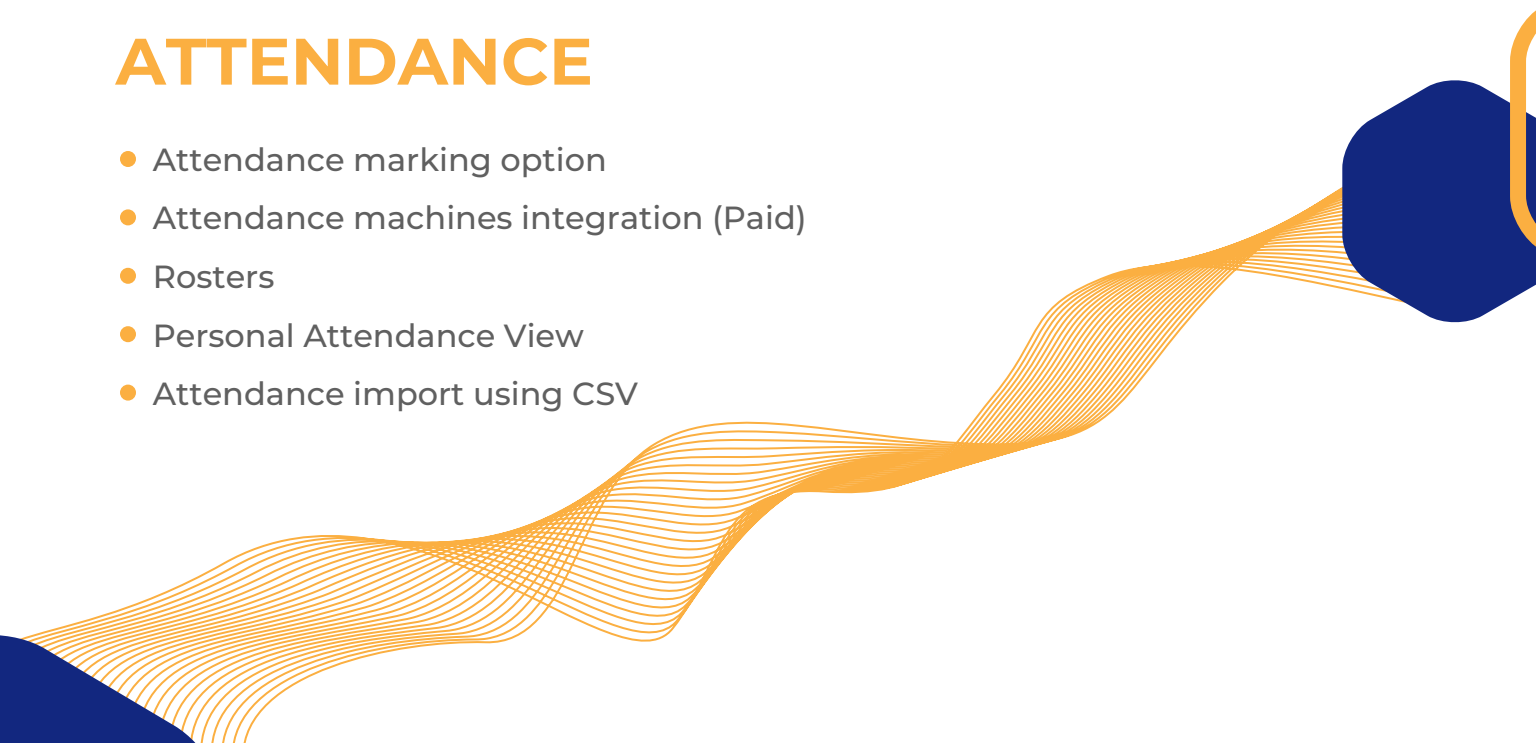 ATTENDANCE
Attendance marking option
Attendance machines integration (Paid)
Rosters
Personal Attendance View
Attendance import using CSV